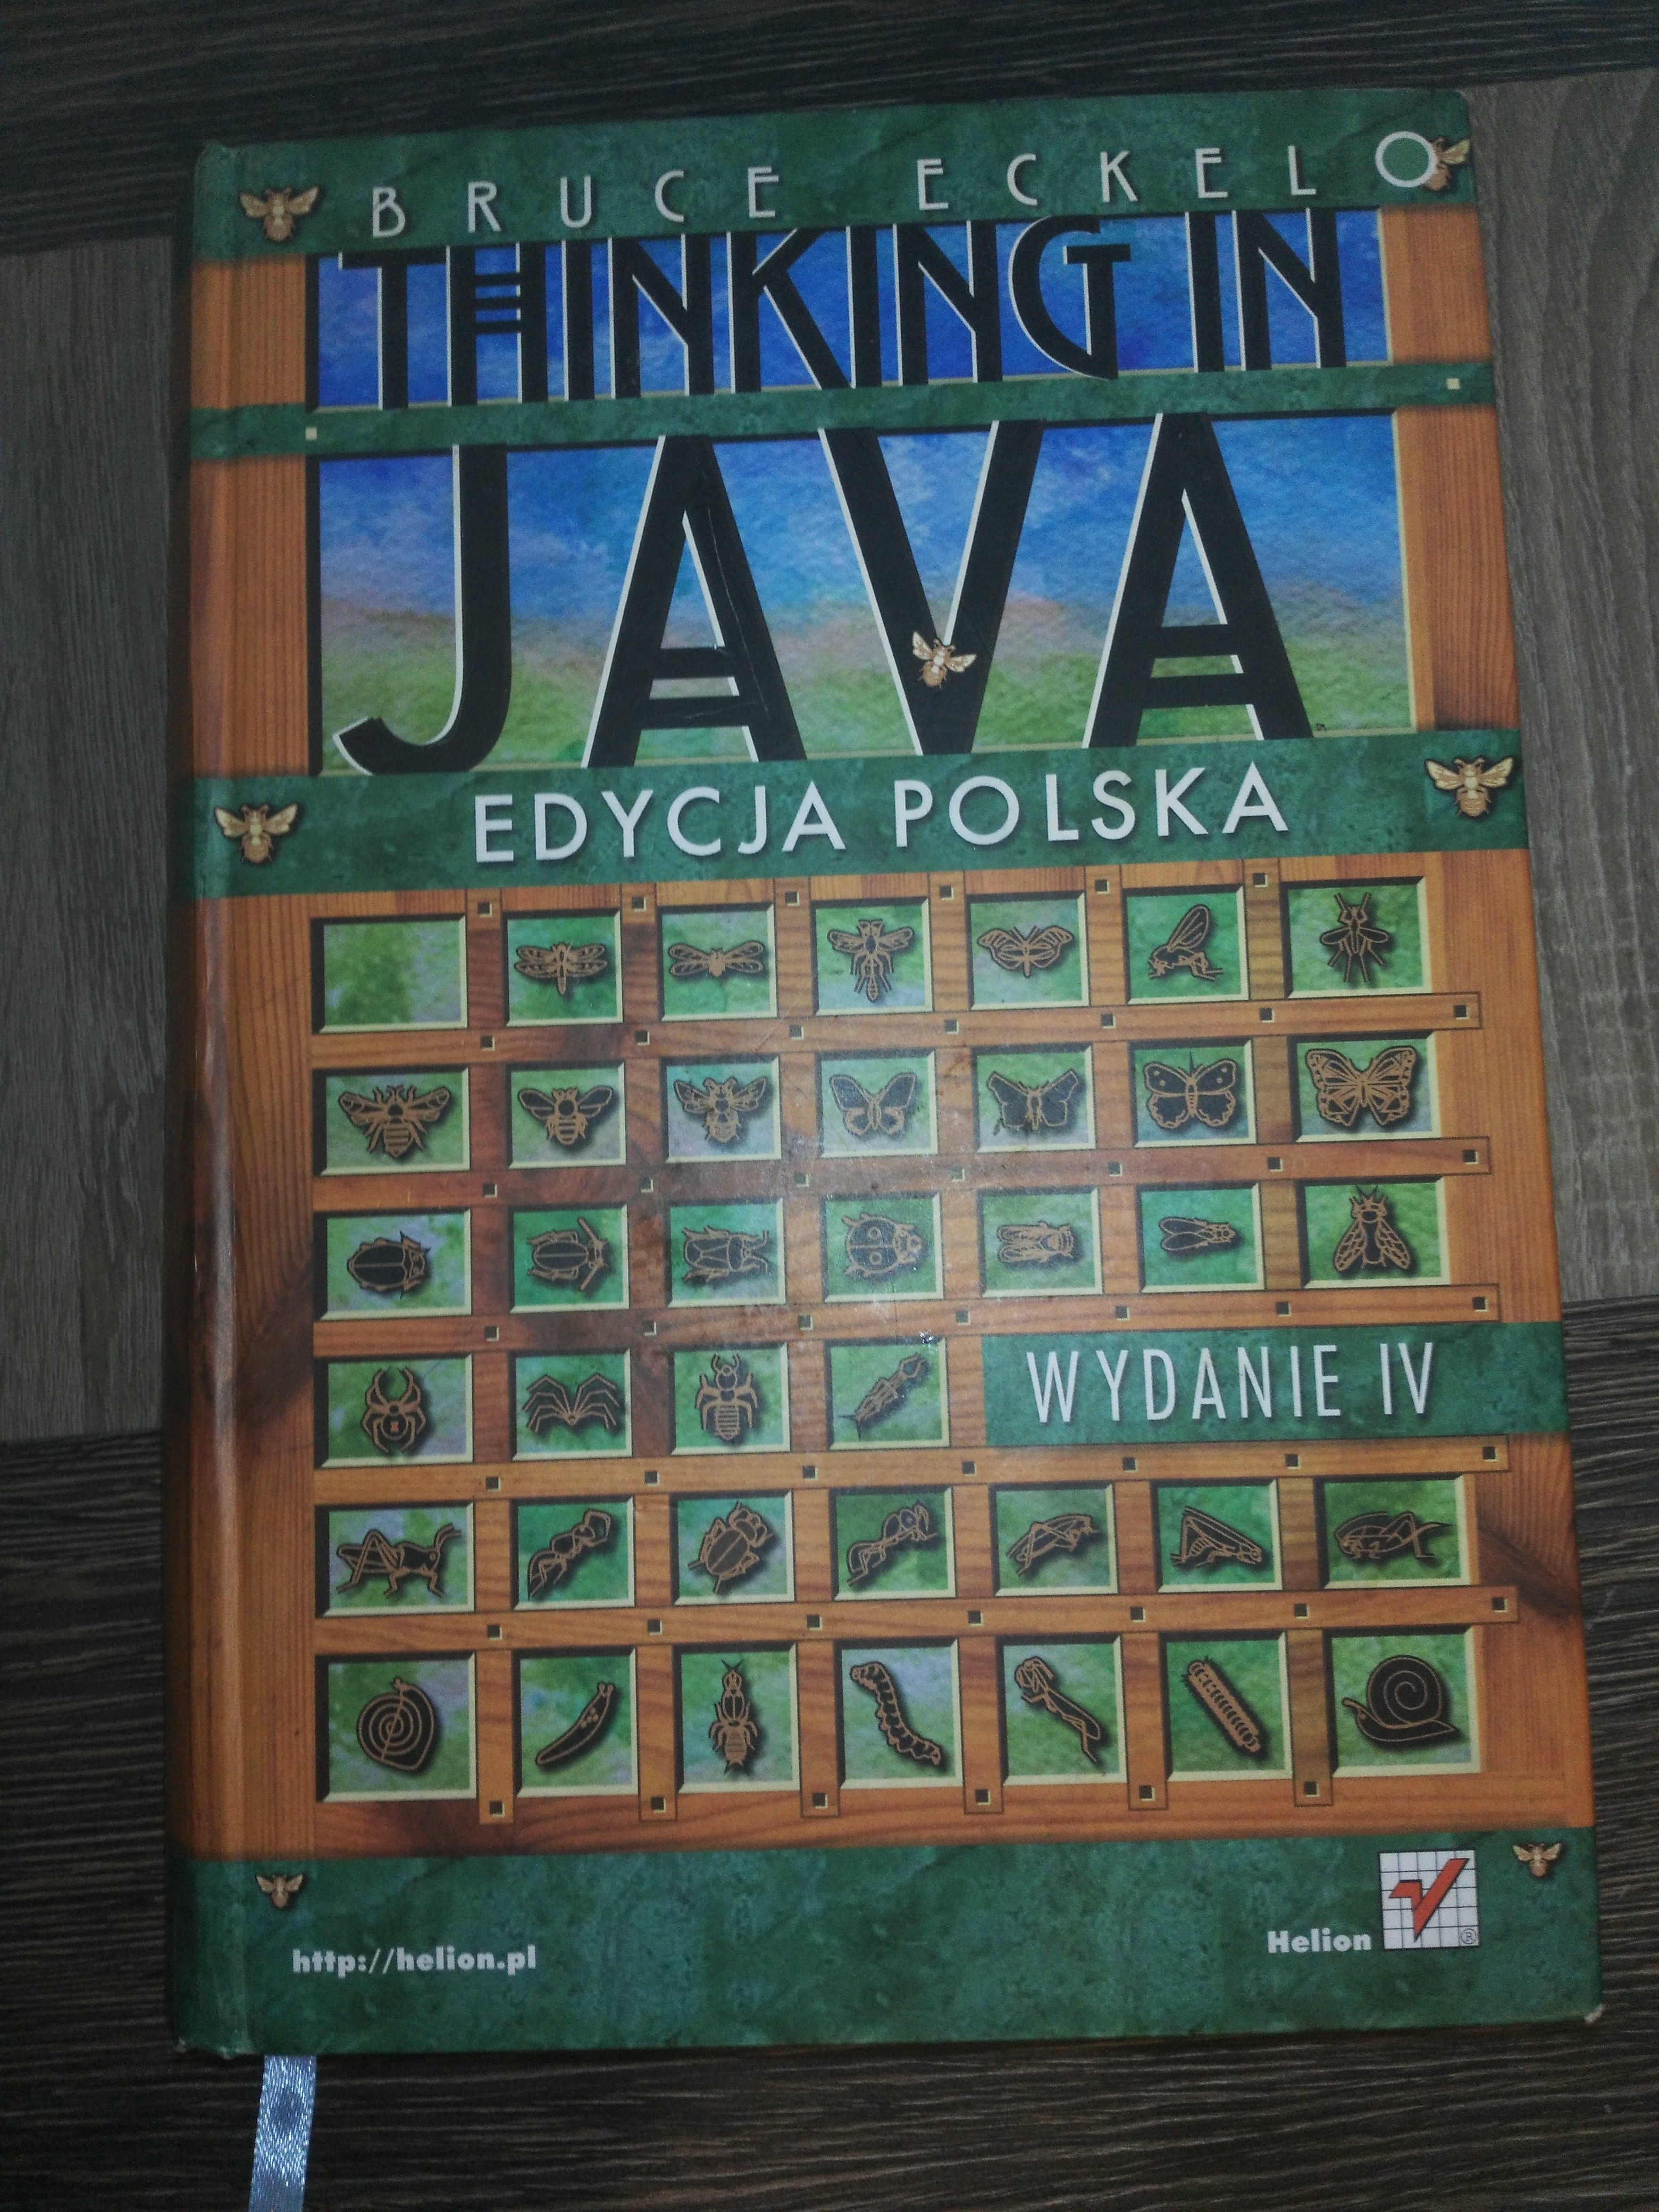 BRUCE ECKEL
THINKING IN
JAVA
EDYCJA POLSKA
WYDANIE IV
http://helion.pl
Helion
®